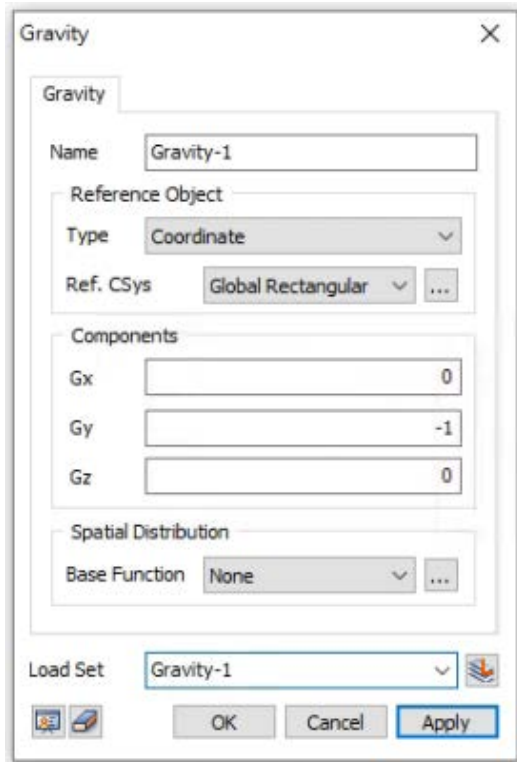 Gravity
Gravity
Name Gravity-1
Reference Object
Type Coordinate
Ref. CSys Global Rectangular ...
Components
Gx 0
Gy -1
Gz 0
Spatial Distribution
Base Function None ...
Load Set Gravity-1
OK Cancel Apply